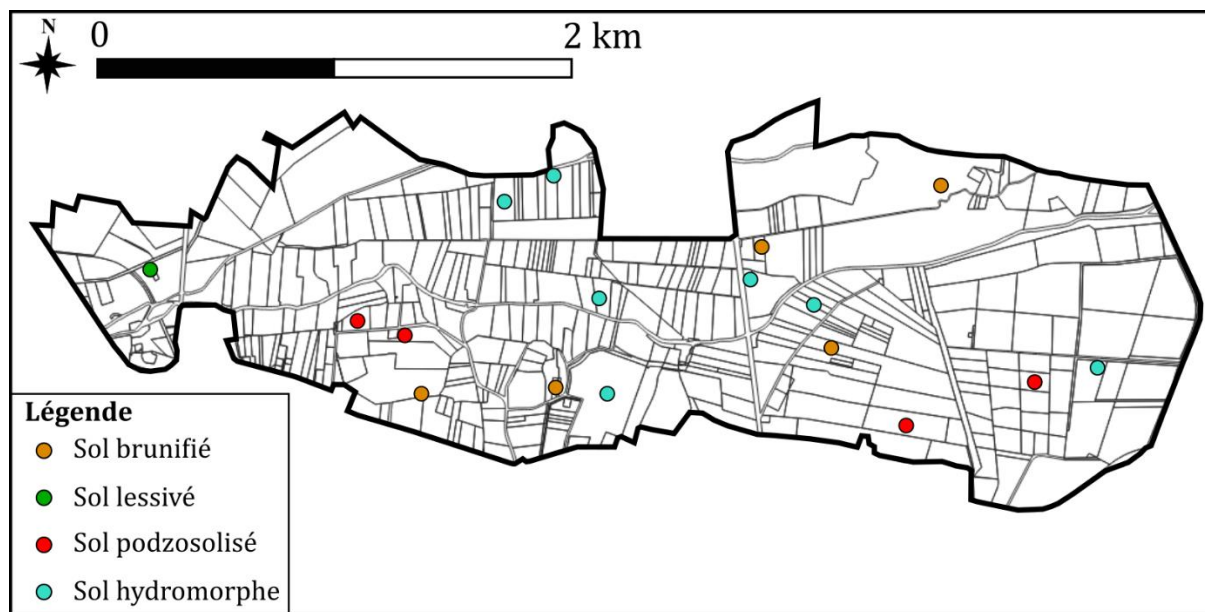 N
0 2 km
Légende
Sol brunifié
Sol lessivé
Sol podzosolisé
Sol hydromorphe